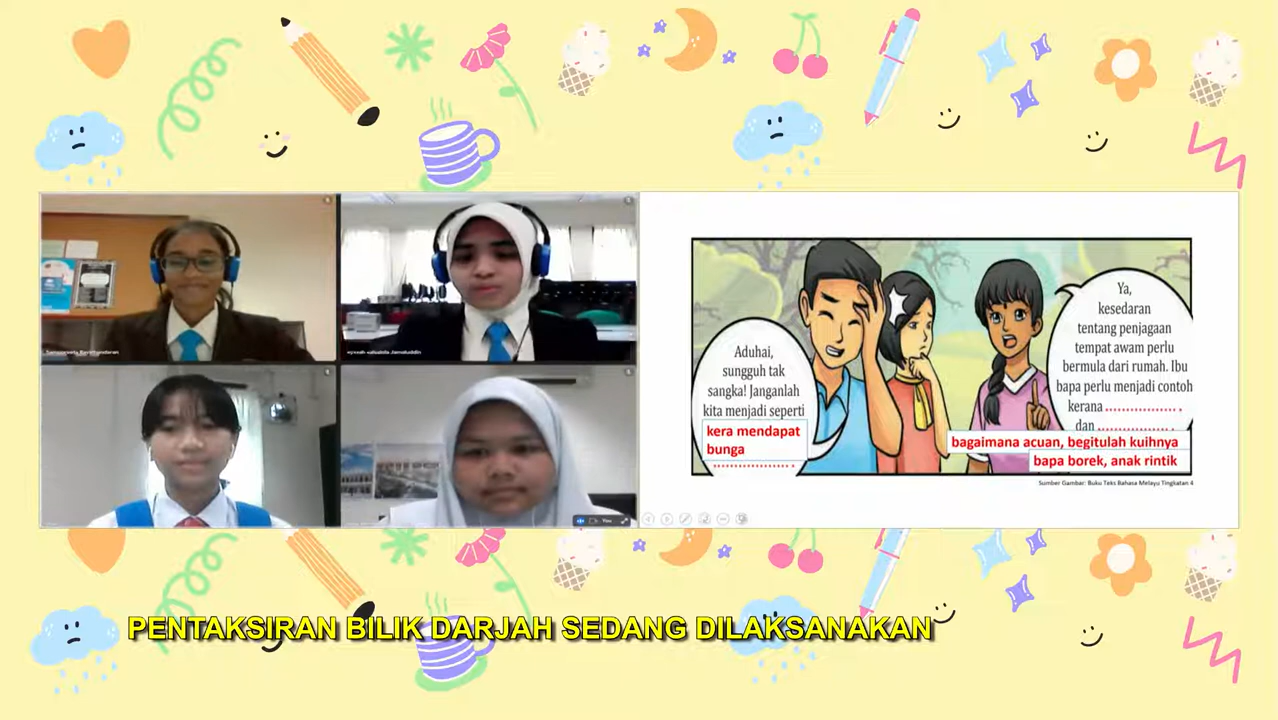 Aduhai,
sungguh tak
sangka! Janganlah
kita menjadi seperti
kera mendapat
bunga
..................
Ya,
kesedaran
tentang penjagaan
tempat awam perlu
bermula dari rumah. Ibu
bapa perlu menjadi contoh
kerana ..................
dan ..................
bagaimana acuan, begitulah kuihnya
bapa borek, anak rintik
Sumber Gambar: Buku Teks Bahasa Melayu Tingkatan 4
You
PENTAKSIRAN BILIK DARJAH SEDANG DILAKSANAKAN